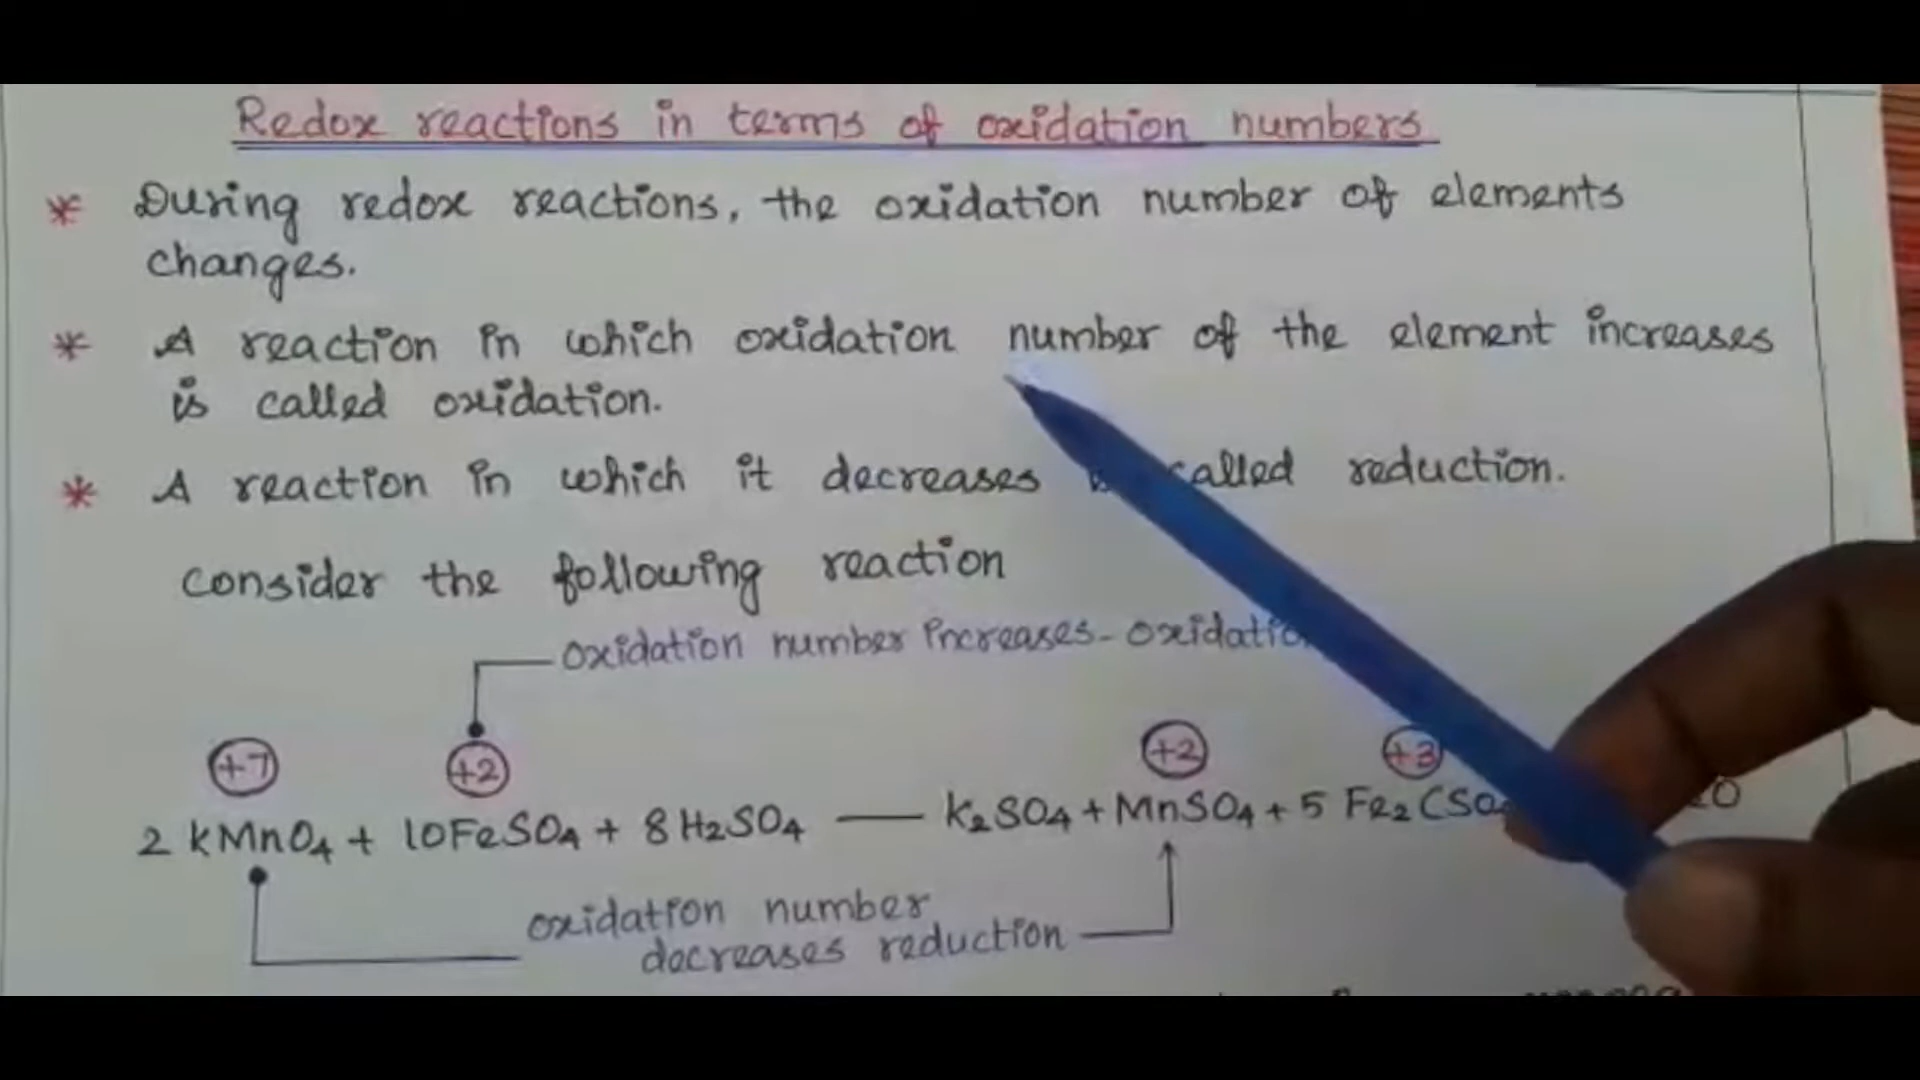 Redox reactions in terms of oxidation numbers
* During redox reactions, the oxidation number of elements
changes.
* A reaction in which oxidation number of the element increases
is called oxidation.
* A reaction in which it decreases called reduction.
Consider the following reaction
oxidation number increases - oxidation
+7 +2 +2 +3
2 KMnO4 + 10FeSO4 + 8 H2SO4 — K2SO4 + MnSO4 + 5 Fe2(SO4
oxidation number
decreases reduction